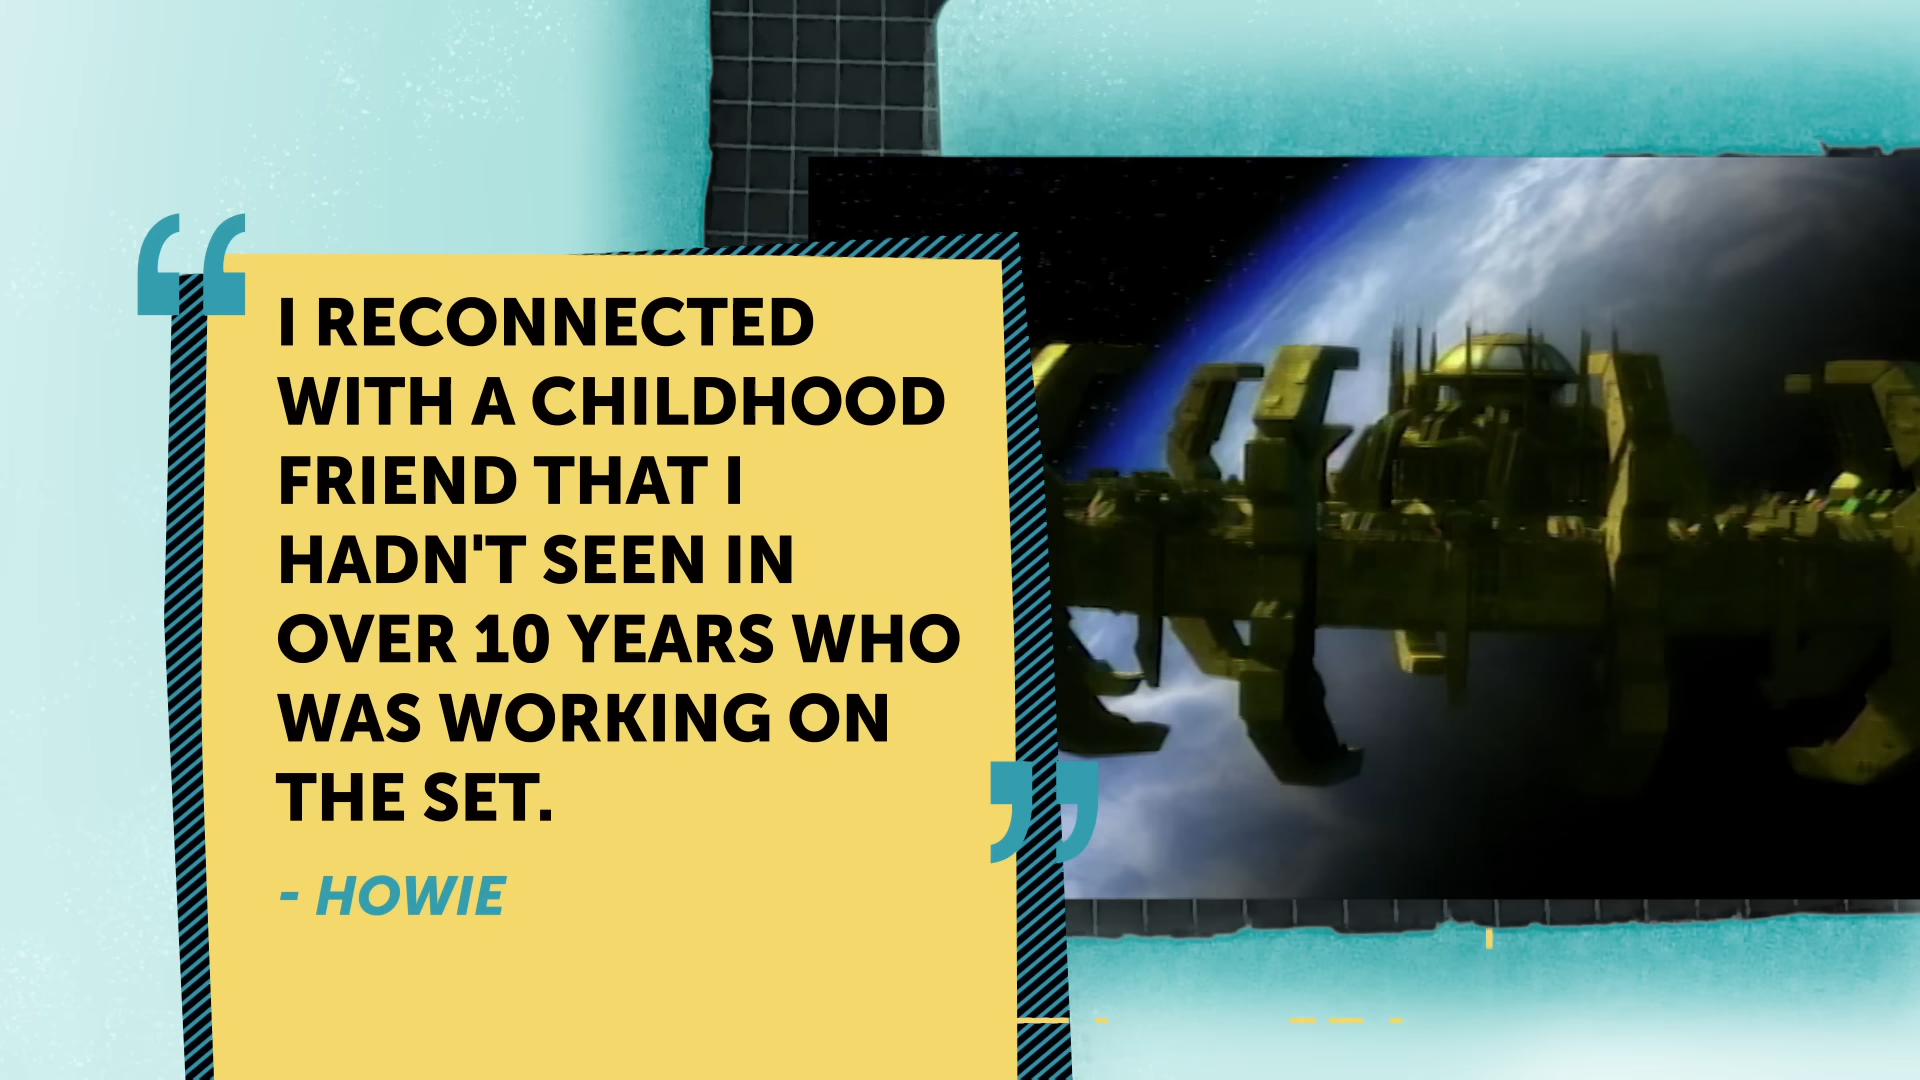 “I RECONNECTED
WITH A CHILDHOOD
FRIEND THAT I
HADN'T SEEN IN
OVER 10 YEARS WHO
WAS WORKING ON
THE SET.”
- HOWIE